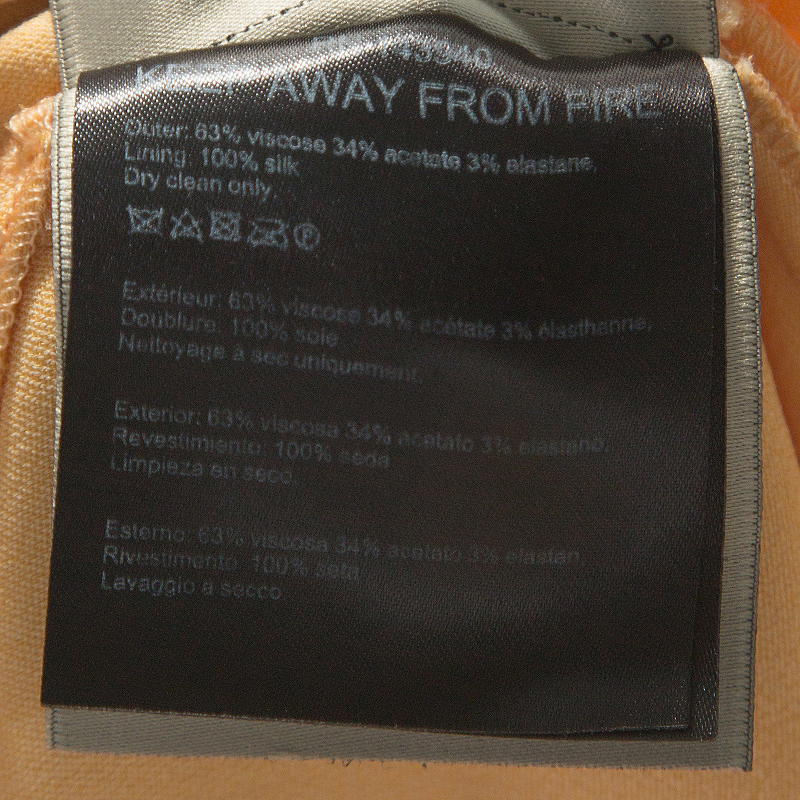 KEEP AWAY FROM FIRE
Outer: 63% viscose 34% acetate 3% elastane.
Lining: 100% silk
Dry clean only.
Extérieur: 63% viscose 34% acétate 3% élasthanne.
Doublure: 100% soie
Nettoyage à sec uniquement.
Exterior: 63% viscosa 34% acetato 3% elastano.
Revestimiento: 100% seda
Limpieza en seco.
Esterno: 63% viscosa 34% acetato 3% elastan
Rivestimento: 100% seta
Lavaggio a secco